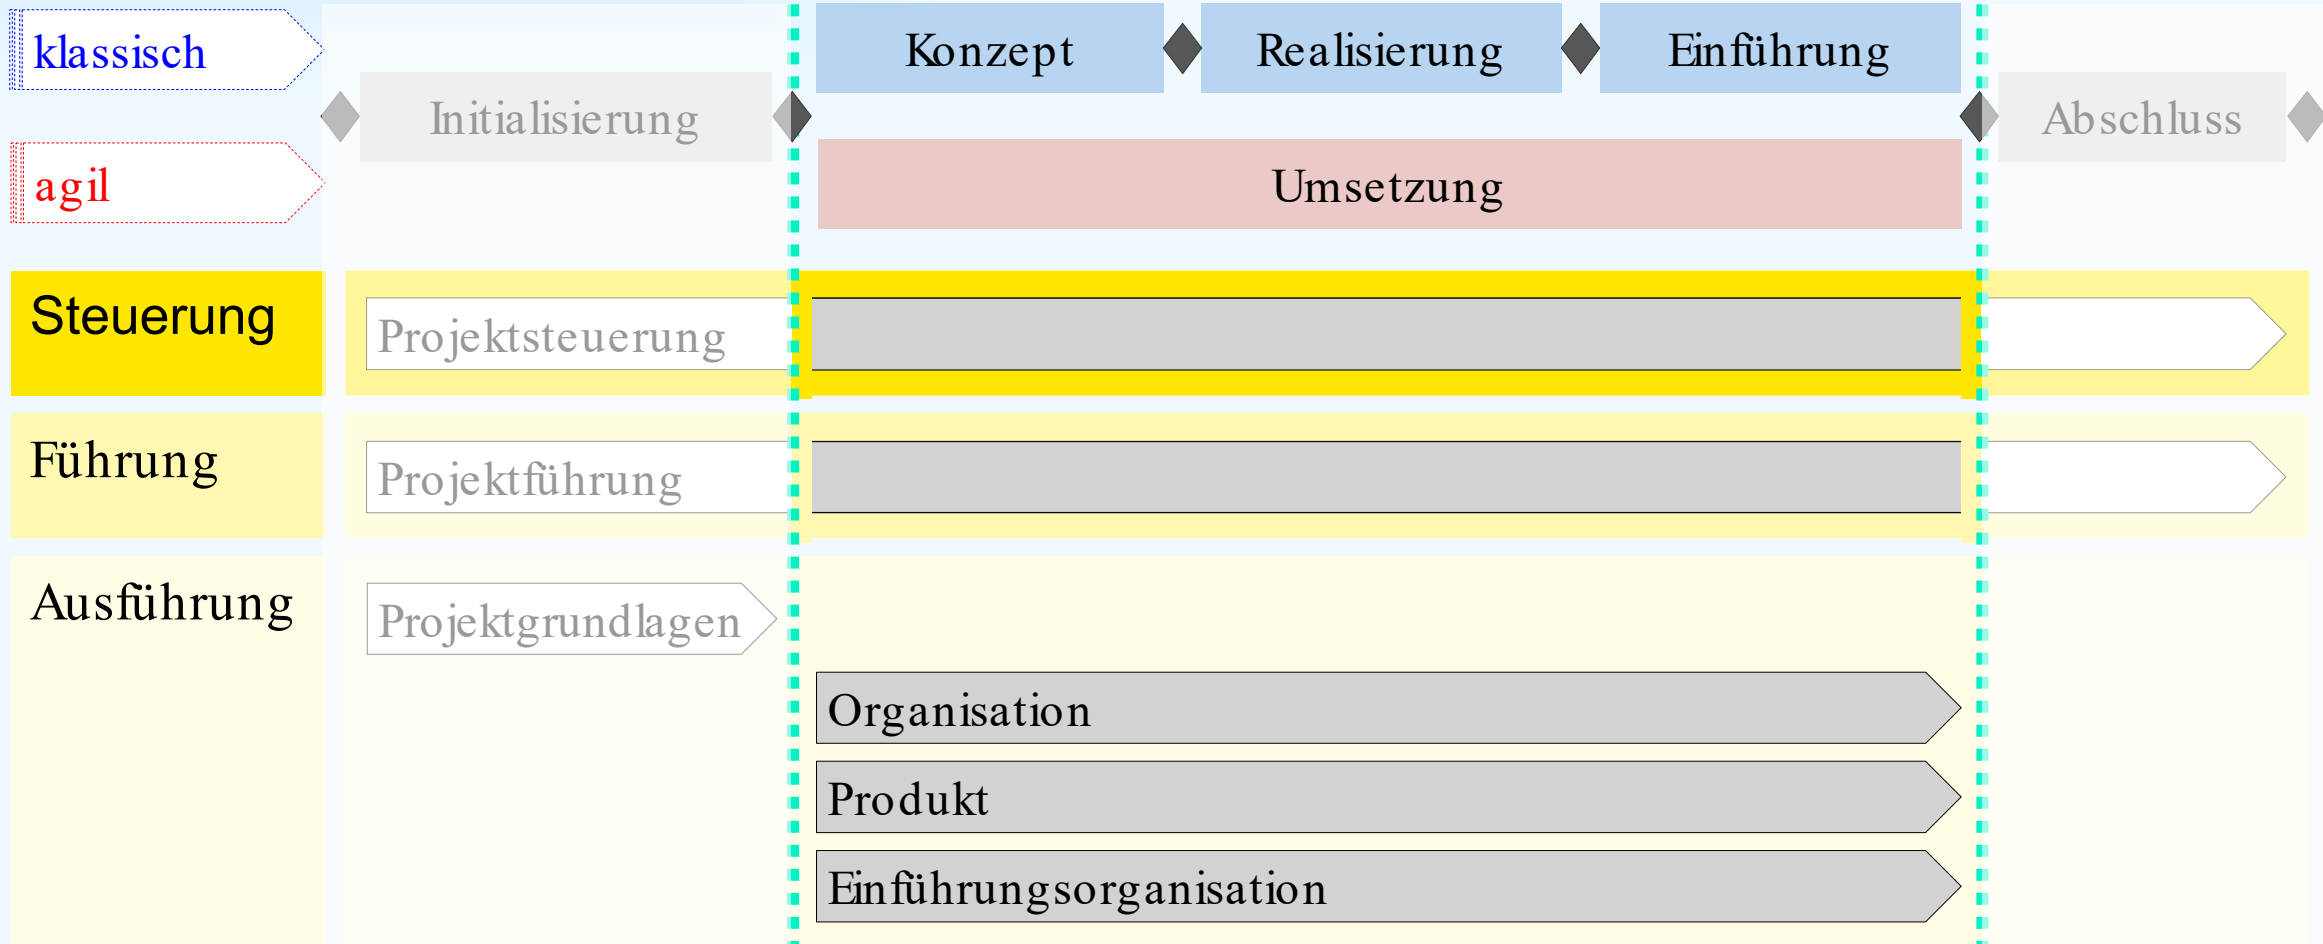 klassisch
Konzept
Realisierung
Einführung
Initialisierung
Abschluss
agil
Umsetzung
Steuerung
Projektsteuerung
Führung
Projektführung
Ausführung
Projektgrundlagen
Organisation
Produkt
Einführungsorganisation